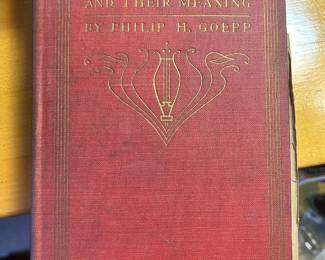 AND THEIR MEANING
BY PHILIP H. GOEPP